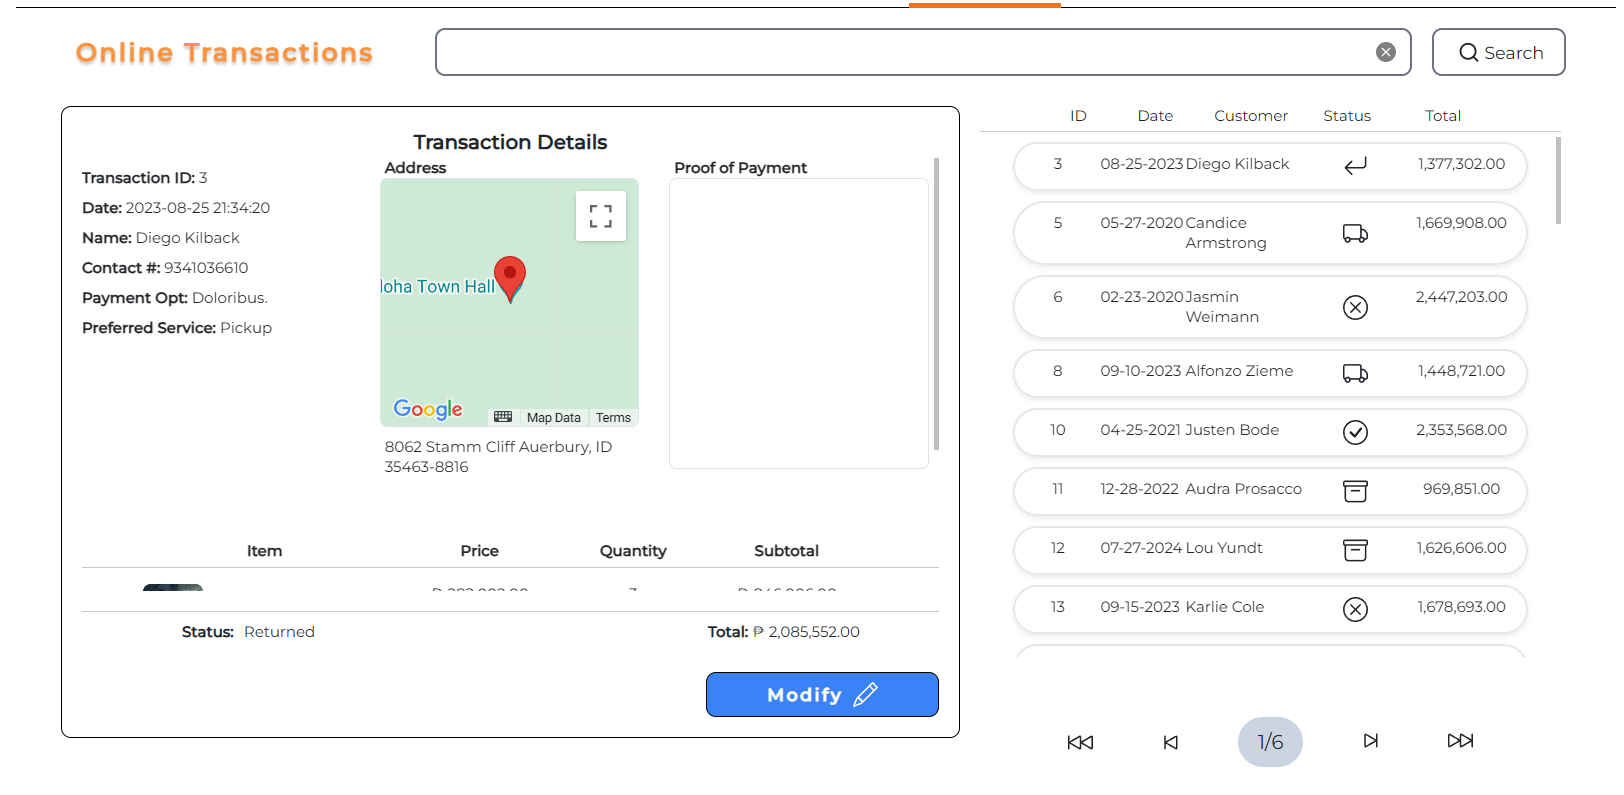 Online Transactions
Search
Transaction Details
Transaction ID: 3
Date: 2023-08-25 21:34:20
Name: Diego Kilback
Contact #: 9341036610
Payment Opt: Doloribus.
Preferred Service: Pickup
Address
loha Town Hall
Google
Map Data
Terms
8062 Stamm Cliff Auerbury, ID
35463-8816
Proof of Payment
Item Price Quantity Subtotal
Status: Returned
Total: ₱ 2,085,552.00
Modify
ID Date Customer Status Total
3 08-25-2023 Diego Kilback 1,377,302.00
5 05-27-2020 Candice 1,669,908.00
Armstrong
6 02-23-2020 Jasmin 2,447,203.00
Weimann
8 09-10-2023 Alfonzo Zieme 1,448,721.00
10 04-25-2021 Justen Bode 2,353,568.00
11 12-28-2022 Audra Prosacco 969,851.00
12 07-27-2024 Lou Yundt 1,626,606.00
13 09-15-2023 Karlie Cole 1,678,693.00
1/6